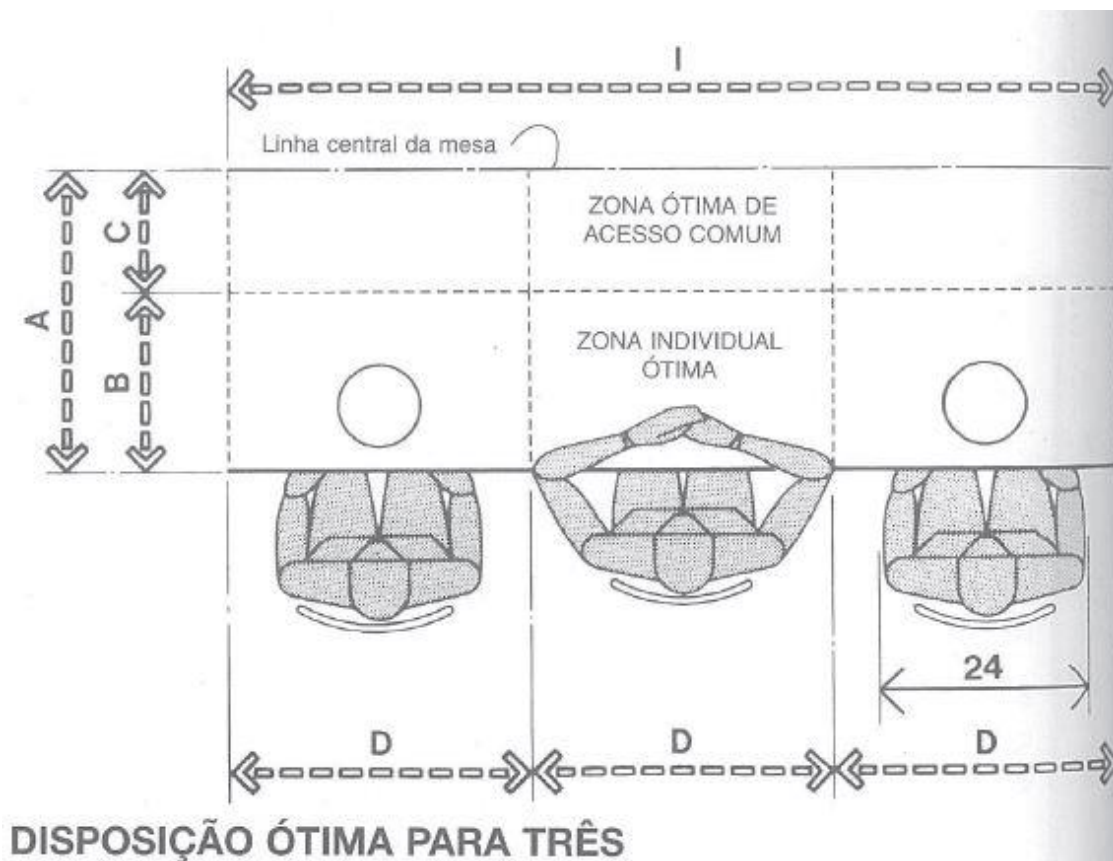 I
Linha central da mesa
ZONA ÓTIMA DE
ACESSO COMUM
C
A
ZONA INDIVIDUAL
ÓTIMA
B
24
D
D
D
DISPOSIÇÃO ÓTIMA PARA TRÊS